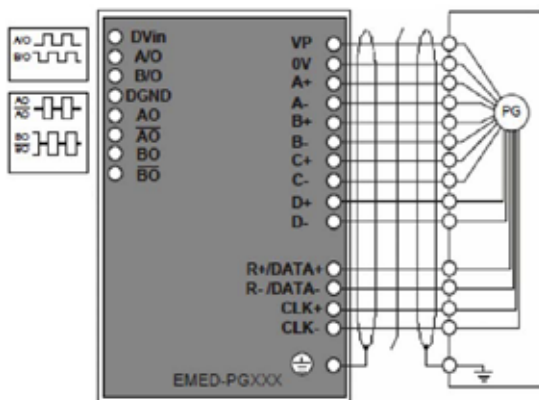 A/O
B/O
AO
A̅O̅
BO
B̅O̅
DVin
A/O
B/O
DGND
AO
A̅O̅
BO
B̅O̅
VP
0V
A+
A-
B+
B-
C+
C-
D+
D-
R+/DATA+
R- /DATA-
CLK+
CLK-
EMED-PGXXX
PG